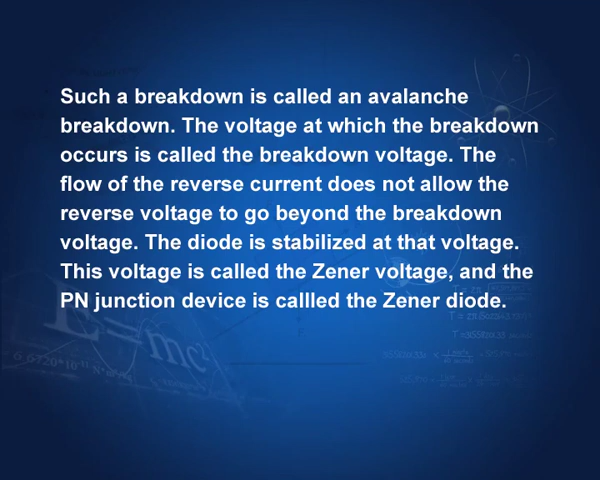 Such a breakdown is called an avalanche
breakdown. The voltage at which the breakdown
occurs is called the breakdown voltage. The
flow of the reverse current does not allow the
reverse voltage to go beyond the breakdown
voltage. The diode is stabilized at that voltage.
This voltage is called the Zener voltage, and the
PN junction device is callled the Zener diode.
E=mc²